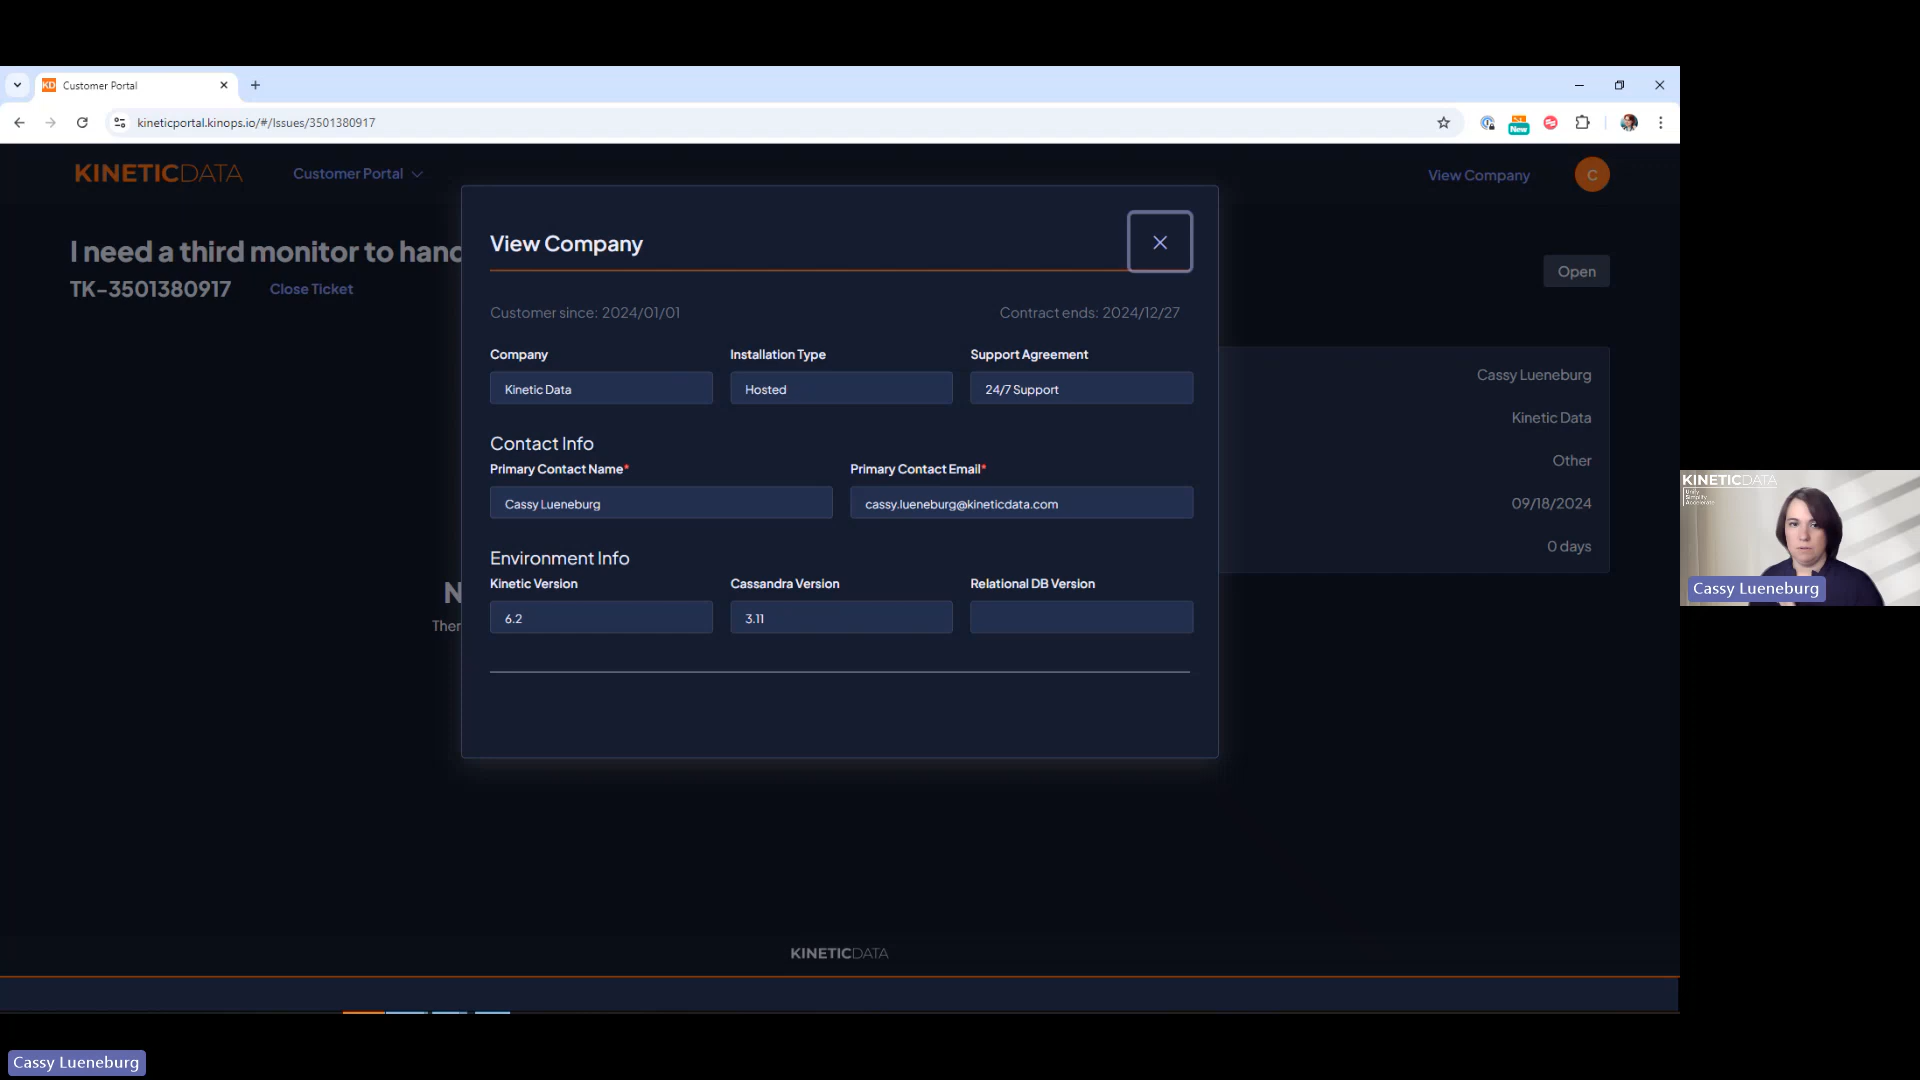 Customer Portal
kineticportal.kinops.io/#/Issues/3501380917
New
KINETICDATA
Customer Portal
View Company
C
I need a third monitor to hand
TK-3501380917
Close Ticket
Open
View Company
Customer since: 2024/01/01
Contract ends: 2024/12/27
Company
Installation Type
Support Agreement
Kinetic Data
Hosted
24/7 Support
Contact Info
Primary Contact Name*
Primary Contact Email*
Cassy Lueneburg
cassy.lueneburg@kineticdata.com
Environment Info
Kinetic Version
Cassandra Version
Relational DB Version
6.2
3.11
N
Ther
Cassy Lueneburg
Kinetic Data
Other
09/18/2024
0 days
KINETICDATA
KINETICDATA
Unify
Simplify
Accelerate
Cassy Lueneburg
Cassy Lueneburg